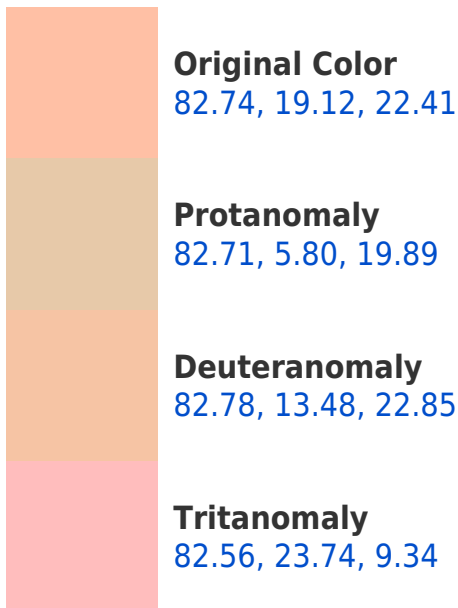 Original Color
82.74, 19.12, 22.41
Protanomaly
82.71, 5.80, 19.89
Deuteranomaly
82.78, 13.48, 22.85
Tritanomaly
82.56, 23.74, 9.34